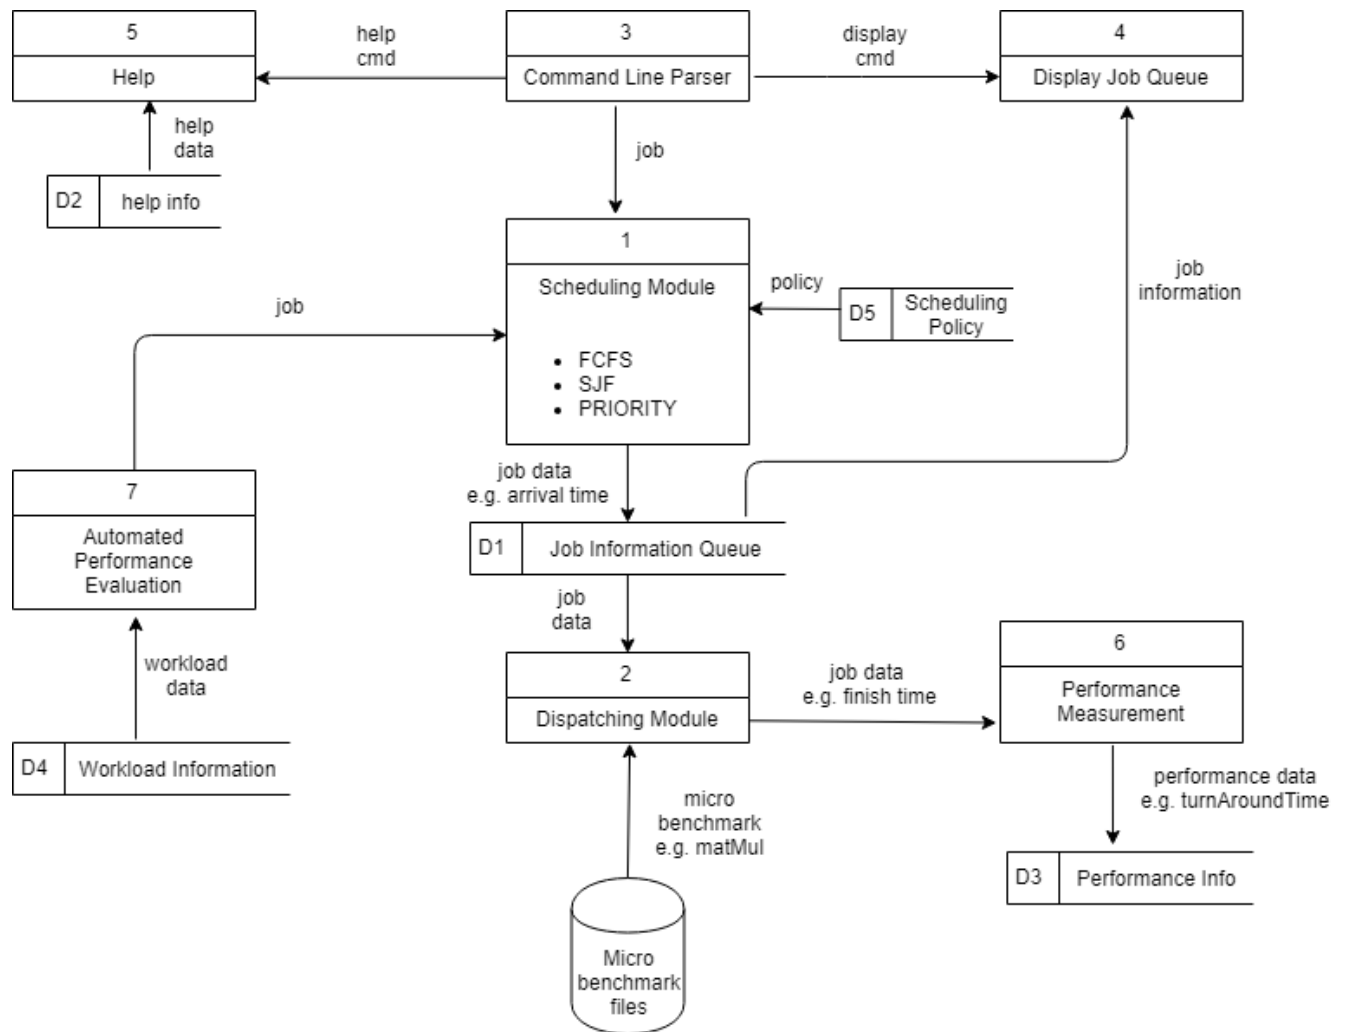 5
Help
help
cmd
3
Command Line Parser
display
cmd
4
Display Job Queue
help
data
D2
help info
job
1
Scheduling Module
• FCFS
• SJF
• PRIORITY
policy
D5
Scheduling
Policy
job
information
job
7
Automated
Performance
Evaluation
job data
e.g. arrival time
D1
Job Information Queue
job
data
workload
data
D4
Workload Information
2
Dispatching Module
job data
e.g. finish time
6
Performance
Measurement
micro
benchmark
e.g. matMul
performance data
e.g. turnAroundTime
D3
Performance Info
Micro
benchmark
files